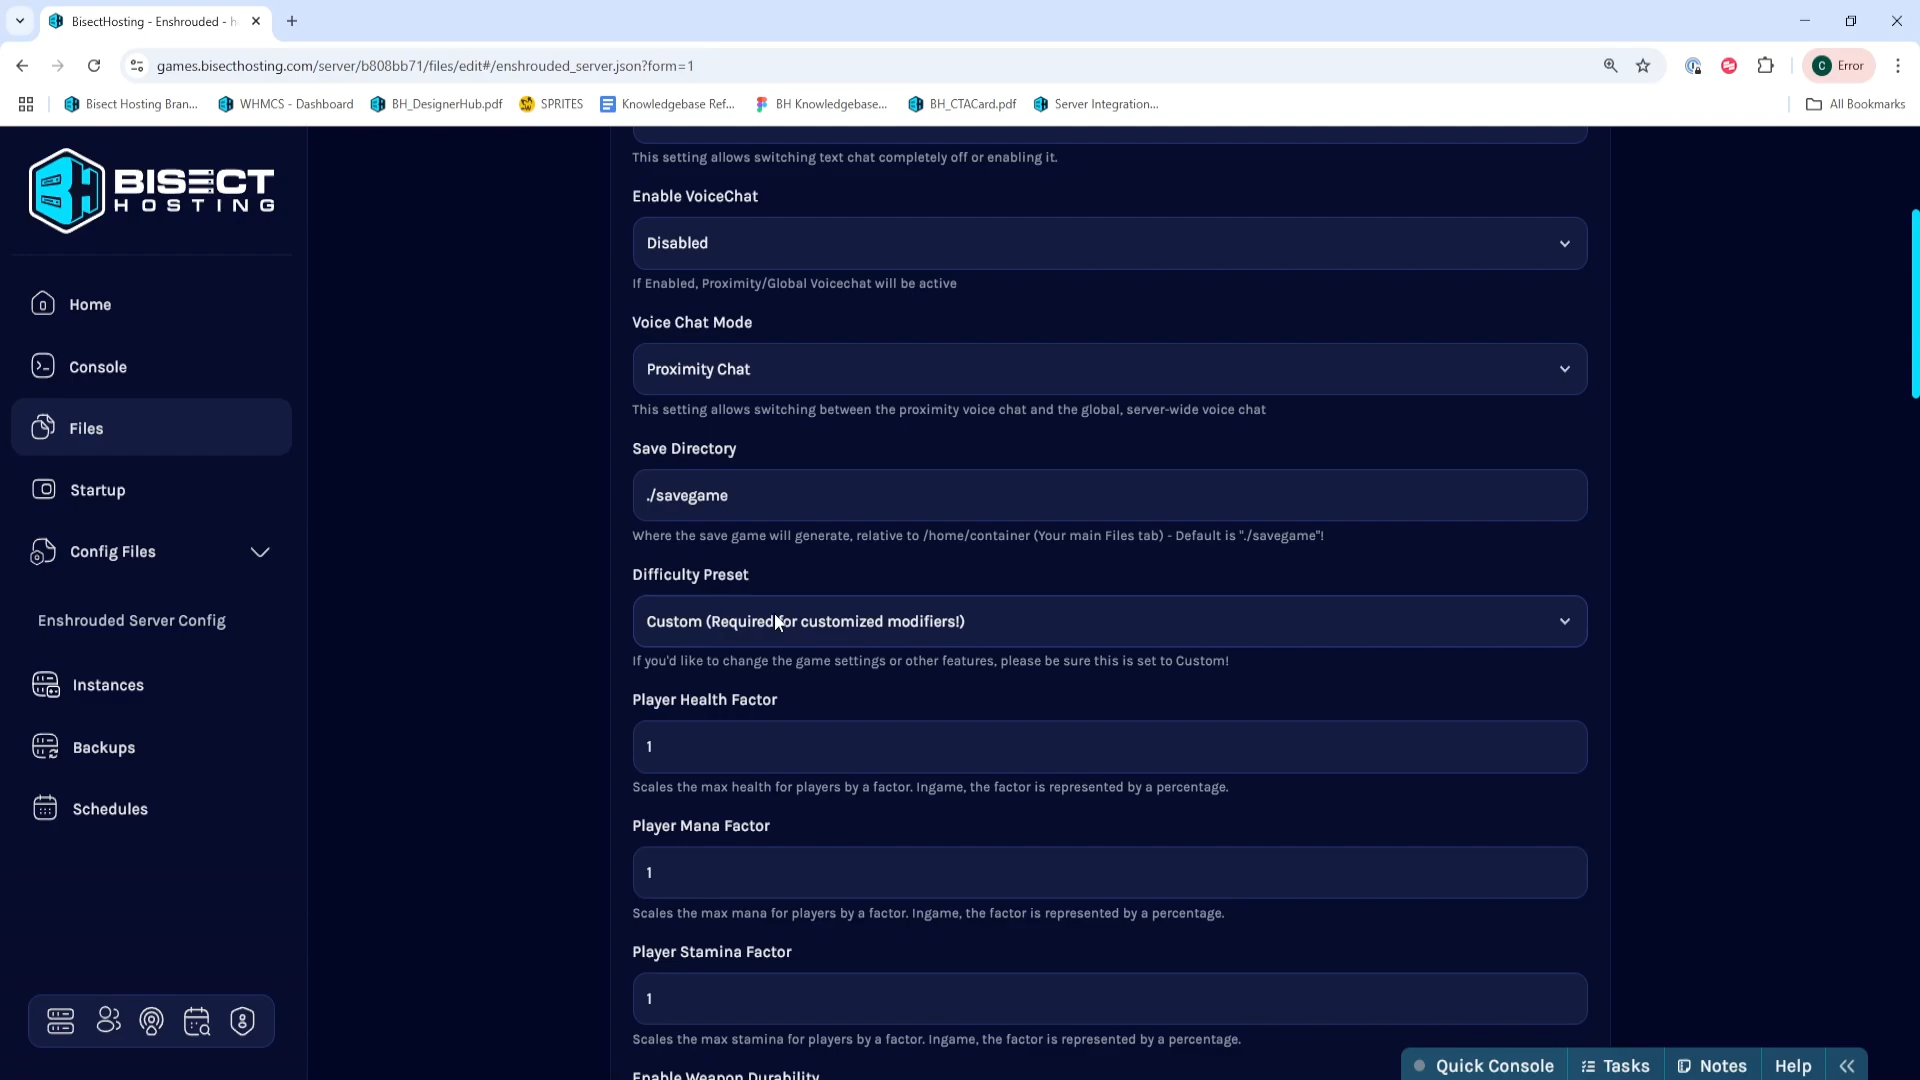 BisectHosting - Enshrouded - h
games.bisecthosting.com/server/b808bb71/files/edit#/enshrouded_server.json?form=1
C Error
Bisect Hosting Bran...
WHMCS - Dashboard
BH_DesignerHub.pdf
SPRITES
Knowledgebase Ref...
BH Knowledgebase...
BH_CTACard.pdf
Server Integration...
All Bookmarks
BISECT
HOSTING
Home
Console
Files
Startup
Config Files
Enshrouded Server Config
Instances
Backups
Schedules
This setting allows switching text chat completely off or enabling it.
Enable VoiceChat
Disabled
If Enabled, Proximity/Global Voicechat will be active
Voice Chat Mode
Proximity Chat
This setting allows switching between the proximity voice chat and the global, server-wide voice chat
Save Directory
./savegame
Where the save game will generate, relative to /home/container (Your main Files tab) - Default is "./savegame"!
Difficulty Preset
Custom (Required for customized modifiers!)
If you'd like to change the game settings or other features, please be sure this is set to Custom!
Player Health Factor
1
Scales the max health for players by a factor. Ingame, the factor is represented by a percentage.
Player Mana Factor
1
Scales the max mana for players by a factor. Ingame, the factor is represented by a percentage.
Player Stamina Factor
1
Scales the max stamina for players by a factor. Ingame, the factor is represented by a percentage.
Enable Weapon Durability
Quick Console
Tasks
Notes
Help